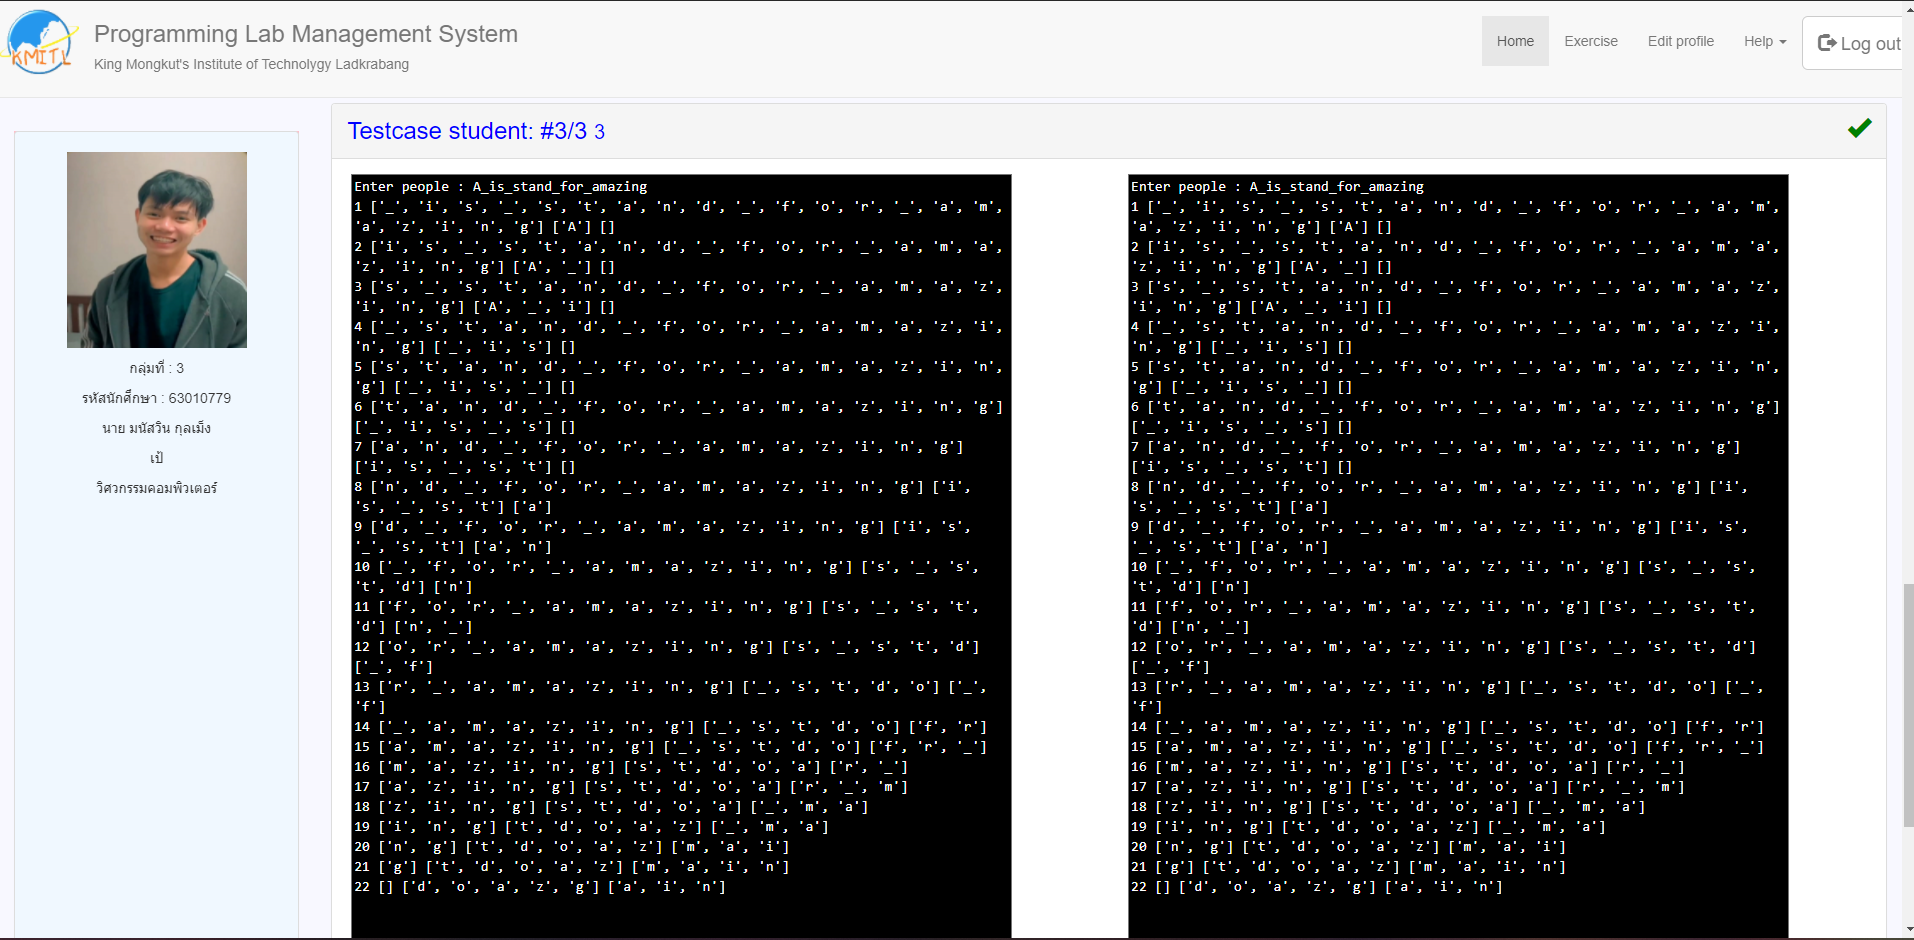 KMITL
Programming Lab Management System
King Mongkut's Institute of Technolygy Ladkrabang
Home
Exercise
Edit profile
Help
Log out
กลุ่มที่ : 3
รหัสนักศึกษา : 63010779
นาย มนัสวิน กุลเม็ง
เป้
วิศวกรรมคอมพิวเตอร์
Testcase student: #3/3 3
Enter people : A_is_stand_for_amazing
1 ['_', 'i', 's', '_', 's', 't', 'a', 'n', 'd', '_', 'f', 'o', 'r', '_', 'a', 'm',
'a', 'z', 'i', 'n', 'g'] ['A'] []
2 ['i', 's', '_', 's', 't', 'a', 'n', 'd', '_', 'f', 'o', 'r', '_', 'a', 'm', 'a',
'z', 'i', 'n', 'g'] ['A', '_'] []
3 ['s', '_', 's', 't', 'a', 'n', 'd', '_', 'f', 'o', 'r', '_', 'a', 'm', 'a', 'z',
'i', 'n', 'g'] ['A', '_', 'i'] []
4 ['_', 's', 't', 'a', 'n', 'd', '_', 'f', 'o', 'r', '_', 'a', 'm', 'a', 'z', 'i',
'n', 'g'] ['_', 'i', 's'] []
5 ['s', 't', 'a', 'n', 'd', '_', 'f', 'o', 'r', '_', 'a', 'm', 'a', 'z', 'i', 'n',
'g'] ['_', 'i', 's', '_'] []
6 ['t', 'a', 'n', 'd', '_', 'f', 'o', 'r', '_', 'a', 'm', 'a', 'z', 'i', 'n', 'g']
['_', 'i', 's', '_', 's'] []
7 ['a', 'n', 'd', '_', 'f', 'o', 'r', '_', 'a', 'm', 'a', 'z', 'i', 'n', 'g']
['i', 's', '_', 's', 't'] []
8 ['n', 'd', '_', 'f', 'o', 'r', '_', 'a', 'm', 'a', 'z', 'i', 'n', 'g'] ['i',
's', '_', 's', 't'] ['a']
9 ['d', '_', 'f', 'o', 'r', '_', 'a', 'm', 'a', 'z', 'i', 'n', 'g'] ['i', 's',
'_', 's', 't'] ['a', 'n']
10 ['_', 'f', 'o', 'r', '_', 'a', 'm', 'a', 'z', 'i', 'n', 'g'] ['s', '_', 's',
't', 'd'] ['n']
11 ['f', 'o', 'r', '_', 'a', 'm', 'a', 'z', 'i', 'n', 'g'] ['s', '_', 's', 't',
'd'] ['n', '_']
12 ['o', 'r', '_', 'a', 'm', 'a', 'z', 'i', 'n', 'g'] ['s', '_', 's', 't', 'd']
['_', 'f']
13 ['r', '_', 'a', 'm', 'a', 'z', 'i', 'n', 'g'] ['_', 's', 't', 'd', 'o'] ['_',
'f']
14 ['_', 'a', 'm', 'a', 'z', 'i', 'n', 'g'] ['_', 's', 't', 'd', 'o'] ['f', 'r']
15 ['a', 'm', 'a', 'z', 'i', 'n', 'g'] ['_', 's', 't', 'd', 'o'] ['f', 'r', '_']
16 ['m', 'a', 'z', 'i', 'n', 'g'] ['s', 't', 'd', 'o', 'a'] ['r', '_']
17 ['a', 'z', 'i', 'n', 'g'] ['s', 't', 'd', 'o', 'a'] ['r', '_', 'm']
18 ['z', 'i', 'n', 'g'] ['s', 't', 'd', 'o', 'a'] ['_', 'm', 'a']
19 ['i', 'n', 'g'] ['t', 'd', 'o', 'a', 'z'] ['_', 'm', 'a']
20 ['n', 'g'] ['t', 'd', 'o', 'a', 'z'] ['m', 'a', 'i']
21 ['g'] ['t', 'd', 'o', 'a', 'z'] ['m', 'a', 'i', 'n']
22 [] ['d', 'o', 'a', 'z', 'g'] ['a', 'i', 'n']
Enter people : A_is_stand_for_amazing
1 ['_', 'i', 's', '_', 's', 't', 'a', 'n', 'd', '_', 'f', 'o', 'r', '_', 'a', 'm',
'a', 'z', 'i', 'n', 'g'] ['A'] []
2 ['i', 's', '_', 's', 't', 'a', 'n', 'd', '_', 'f', 'o', 'r', '_', 'a', 'm', 'a',
'z', 'i', 'n', 'g'] ['A', '_'] []
3 ['s', '_', 's', 't', 'a', 'n', 'd', '_', 'f', 'o', 'r', '_', 'a', 'm', 'a', 'z',
'i', 'n', 'g'] ['A', '_', 'i'] []
4 ['_', 's', 't', 'a', 'n', 'd', '_', 'f', 'o', 'r', '_', 'a', 'm', 'a', 'z', 'i',
'n', 'g'] ['_', 'i', 's'] []
5 ['s', 't', 'a', 'n', 'd', '_', 'f', 'o', 'r', '_', 'a', 'm', 'a', 'z', 'i', 'n',
'g'] ['_', 'i', 's', '_'] []
6 ['t', 'a', 'n', 'd', '_', 'f', 'o', 'r', '_', 'a', 'm', 'a', 'z', 'i', 'n', 'g']
['_', 'i', 's', '_', 's'] []
7 ['a', 'n', 'd', '_', 'f', 'o', 'r', '_', 'a', 'm', 'a', 'z', 'i', 'n', 'g']
['i', 's', '_', 's', 't'] []
8 ['n', 'd', '_', 'f', 'o', 'r', '_', 'a', 'm', 'a', 'z', 'i', 'n', 'g'] ['i',
's', '_', 's', 't'] ['a']
9 ['d', '_', 'f', 'o', 'r', '_', 'a', 'm', 'a', 'z', 'i', 'n', 'g'] ['i', 's',
'_', 's', 't'] ['a', 'n']
10 ['_', 'f', 'o', 'r', '_', 'a', 'm', 'a', 'z', 'i', 'n', 'g'] ['s', '_', 's',
't', 'd'] ['n']
11 ['f', 'o', 'r', '_', 'a', 'm', 'a', 'z', 'i', 'n', 'g'] ['s', '_', 's', 't',
'd'] ['n', '_']
12 ['o', 'r', '_', 'a', 'm', 'a', 'z', 'i', 'n', 'g'] ['s', '_', 's', 't', 'd']
['_', 'f']
13 ['r', '_', 'a', 'm', 'a', 'z', 'i', 'n', 'g'] ['_', 's', 't', 'd', 'o'] ['_',
'f']
14 ['_', 'a', 'm', 'a', 'z', 'i', 'n', 'g'] ['_', 's', 't', 'd', 'o'] ['f', 'r']
15 ['a', 'm', 'a', 'z', 'i', 'n', 'g'] ['_', 's', 't', 'd', 'o'] ['f', 'r', '_']
16 ['m', 'a', 'z', 'i', 'n', 'g'] ['s', 't', 'd', 'o', 'a'] ['r', '_']
17 ['a', 'z', 'i', 'n', 'g'] ['s', 't', 'd', 'o', 'a'] ['r', '_', 'm']
18 ['z', 'i', 'n', 'g'] ['s', 't', 'd', 'o', 'a'] ['_', 'm', 'a']
19 ['i', 'n', 'g'] ['t', 'd', 'o', 'a', 'z'] ['_', 'm', 'a']
20 ['n', 'g'] ['t', 'd', 'o', 'a', 'z'] ['m', 'a', 'i']
21 ['g'] ['t', 'd', 'o', 'a', 'z'] ['m', 'a', 'i', 'n']
22 [] ['d', 'o', 'a', 'z', 'g'] ['a', 'i', 'n']